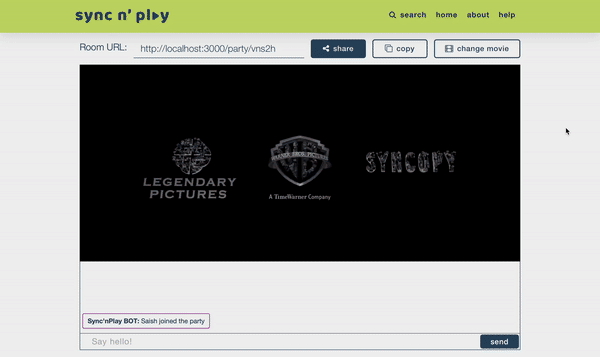 sync n' play
search home about help
Room URL: http://localhost:3000/party/vns2h share copy change movie
LEGENDARY
PICTURES
WARNER BROS. PICTURES
A TimeWarner Company
SYNCOPY
Sync'nPlay BOT: Saish joined the party
Say hello!
send